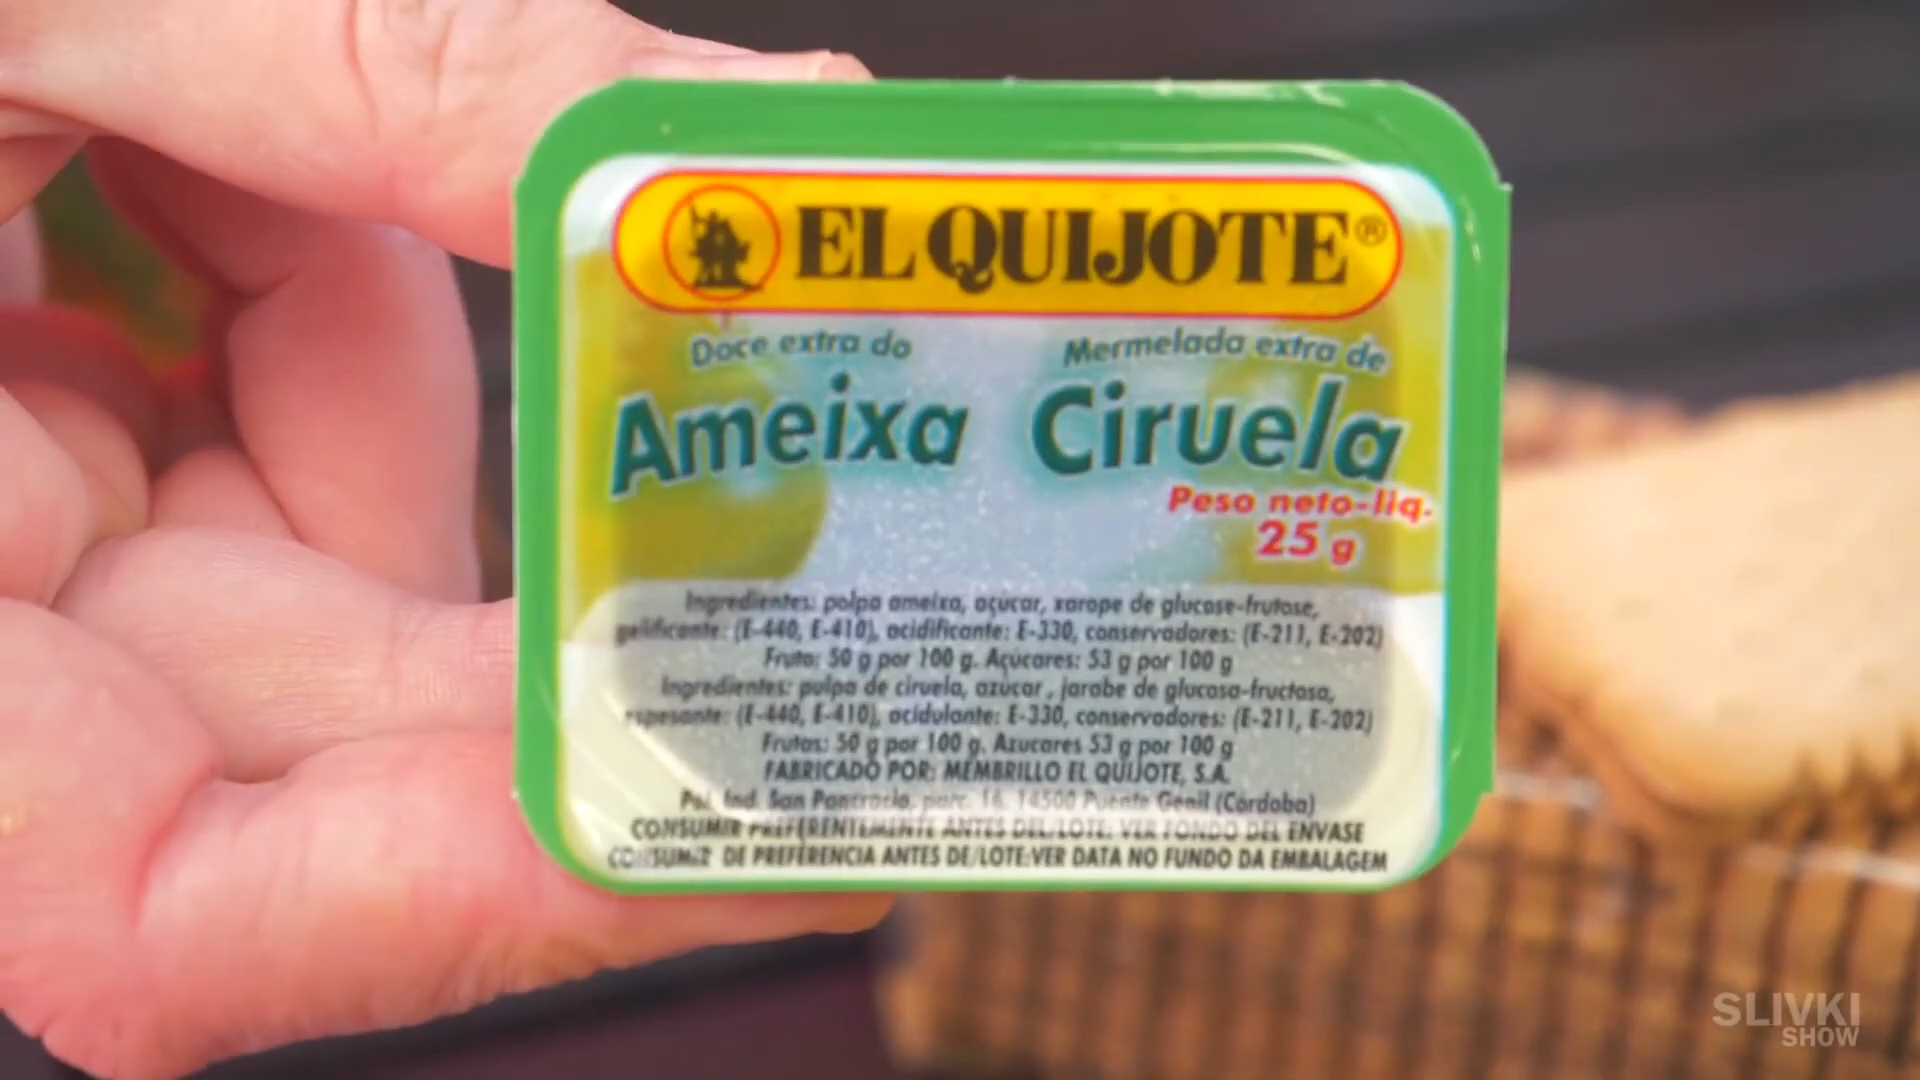 EL QUIJOTE®
Doce extra do
Ameixa
Mermelada extra de
Ciruela
Peso neto-liq.
25 g
Ingredientes: polpa ameixa, açucar, xarope de glucose-frutose,
gelificante: (E-440, E-410), acidificante: E-330, conservadores: (E-211, E-202)
Fruta: 50 g por 100 g. Açúcares: 53 g por 100 g
Ingredientes: pulpa de ciruela, azúcar, jarabe de glucosa-fructosa,
espesante: (E-440, E-410), acidulante: E-330, conservadores: (E-211, E-202)
Frutas: 50 g por 100 g. Azucares 53 g por 100 g
FABRICADO POR: MEMBRILLO EL QUIJOTE, S.A.
Pol. Ind. San Pancracio, parc. 16. 14500 Puente Genil (Córdoba)
CONSUMIR PREFERENTEMENTE ANTES DEL/LOTE: VER FONDO DEL ENVASE
CONSUMIR DE PREFERENCIA ANTES DE/LOTE:VER DATA NO FUNDO DA EMBALAGEM
SLIVKI
SHOW